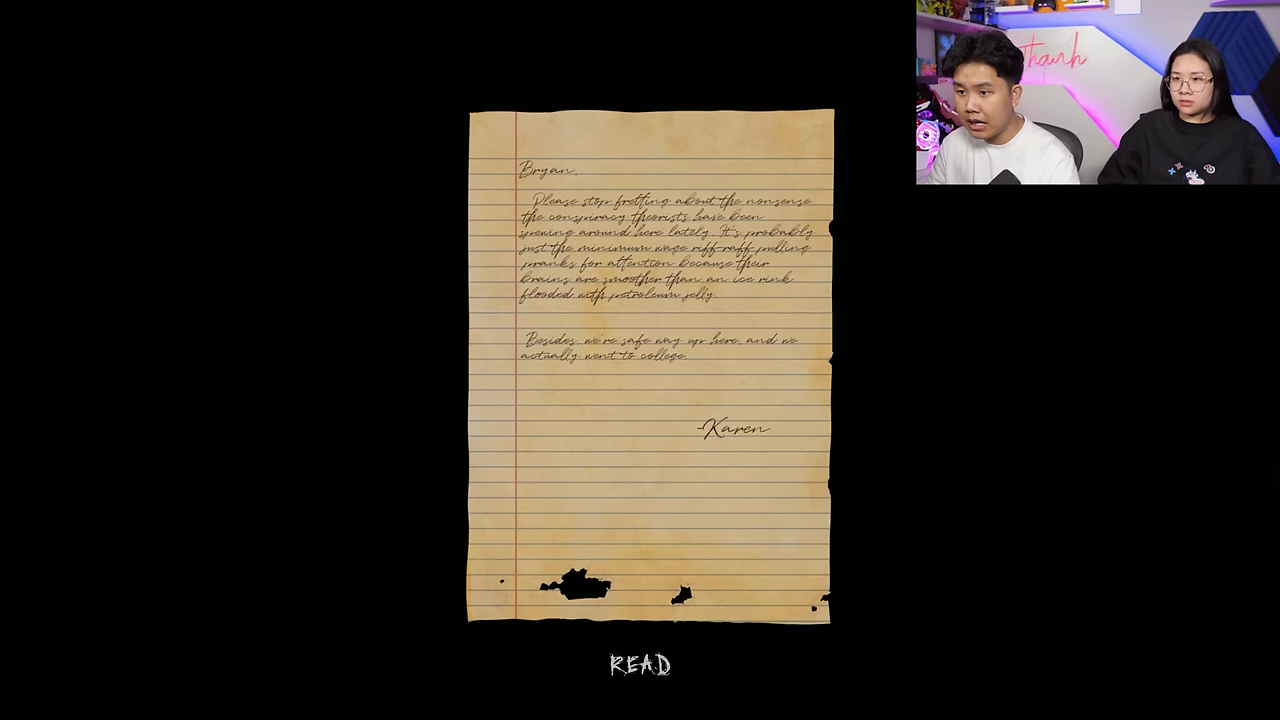 Thanh
Bryan,
Please stop fretting about the nonsense
the conspiracy theorists have been
spewing around here lately. It's probably
just the minimum wage riff-raff pulling
pranks for attention because their
brains are smoother than an ice rink
flooded with petroleum jelly.
Besides, we're safe way up here, and we
actually went to college.
-Karen
READ